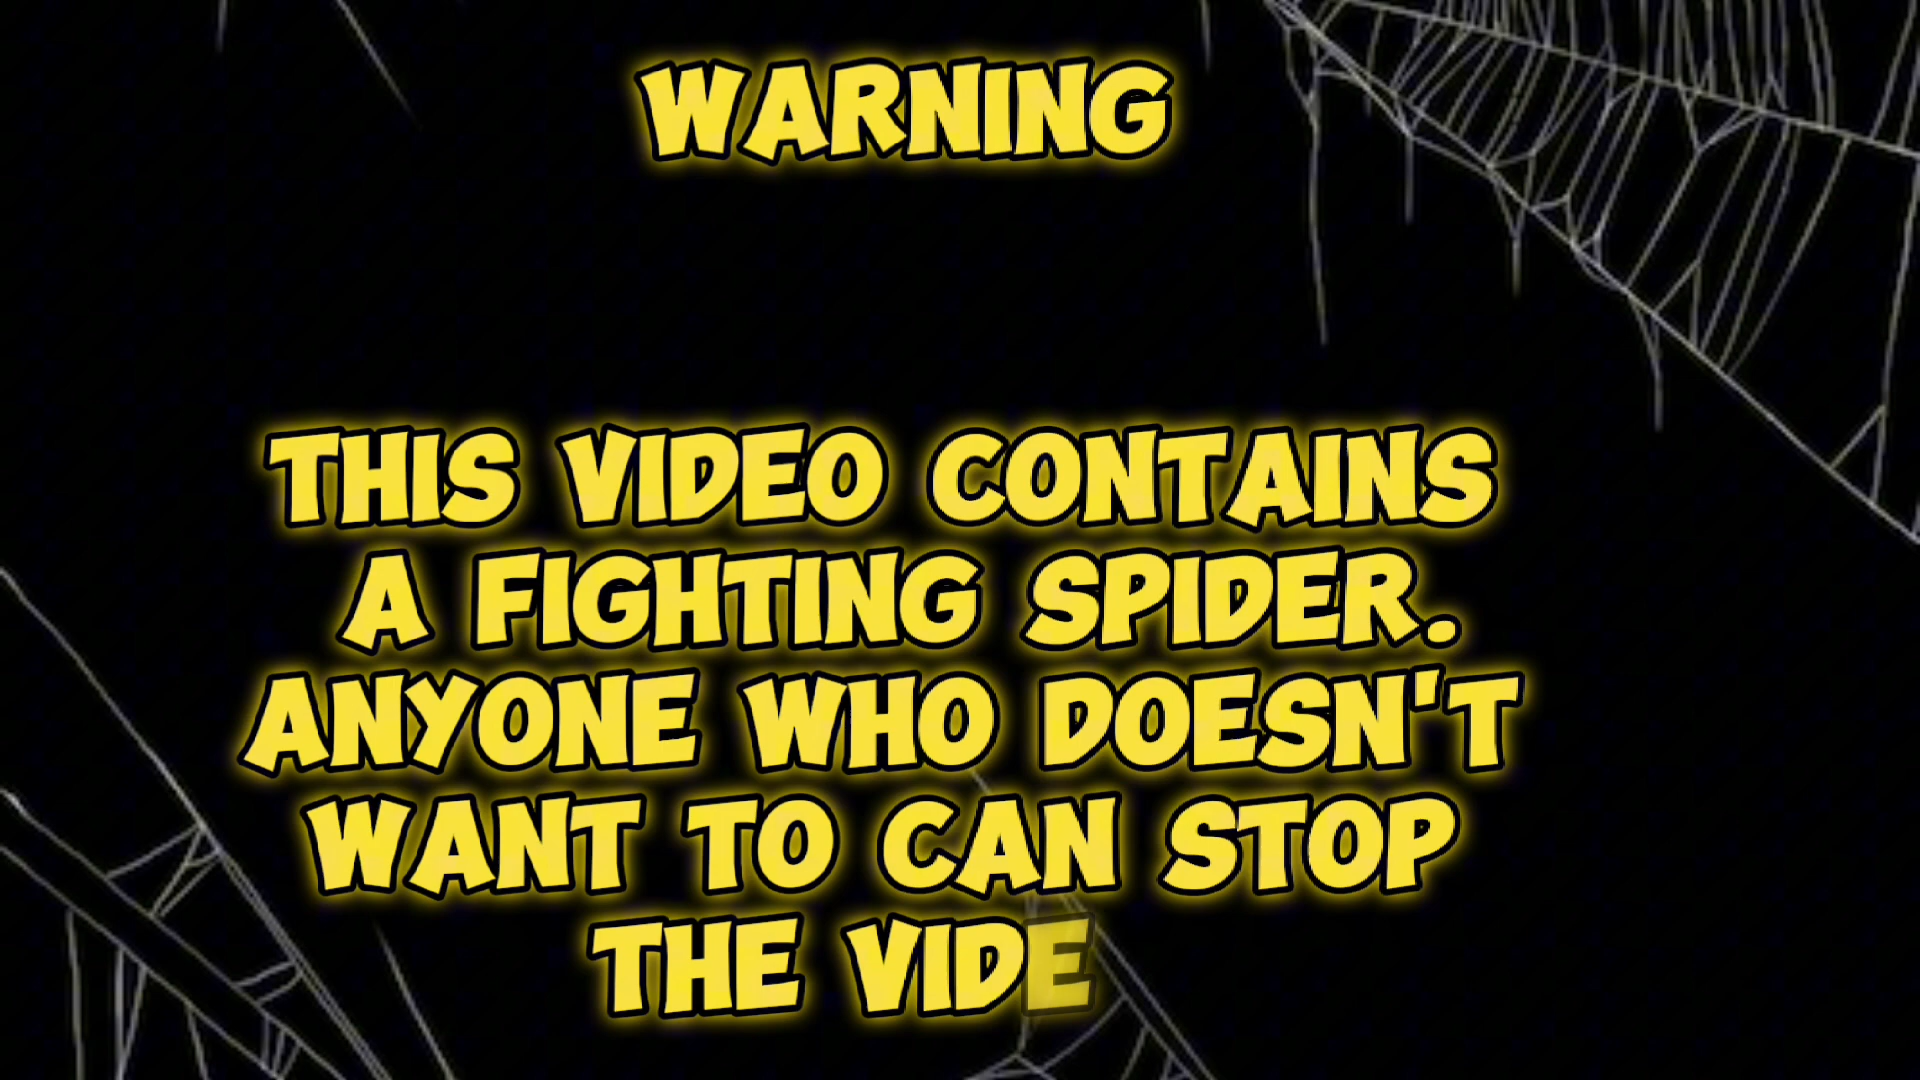 WARNING
THIS VIDEO CONTAINS
A FIGHTING SPIDER.
ANYONE WHO DOESN'T
WANT TO CAN STOP
THE VIDE